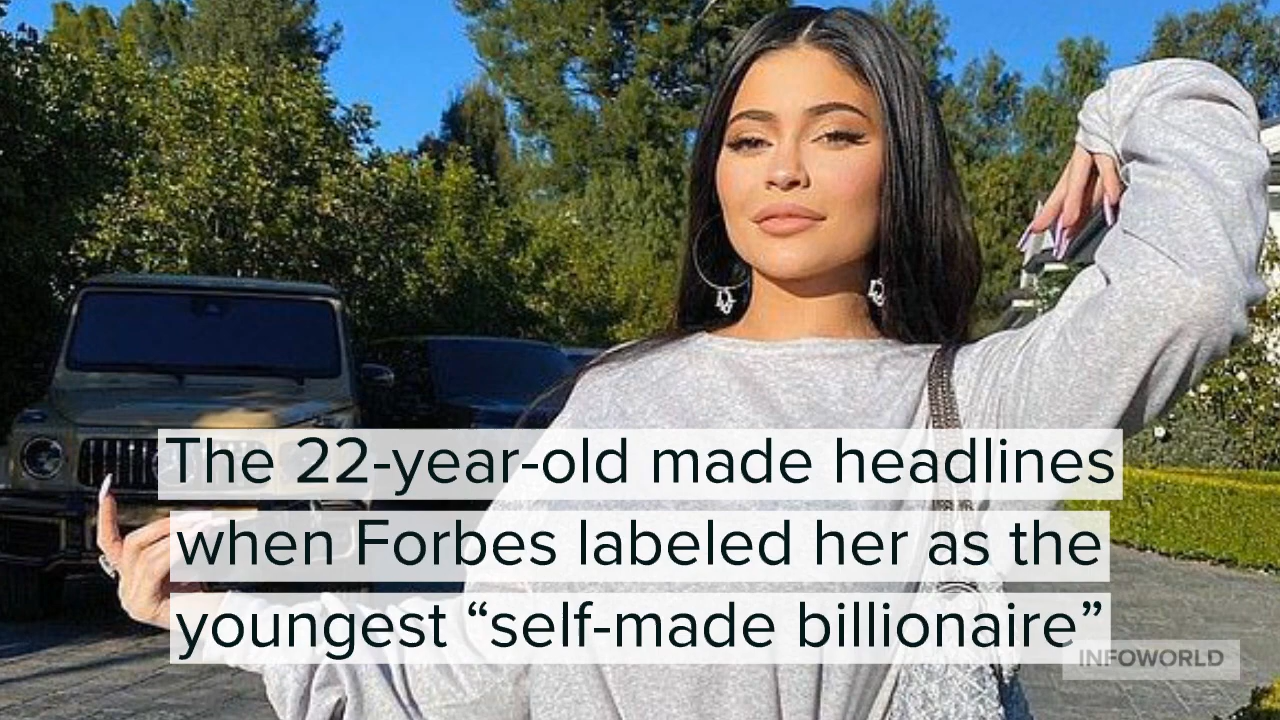 The 22-year-old made headlines
when Forbes labeled her as the
youngest “self-made billionaire”
INFOWORLD